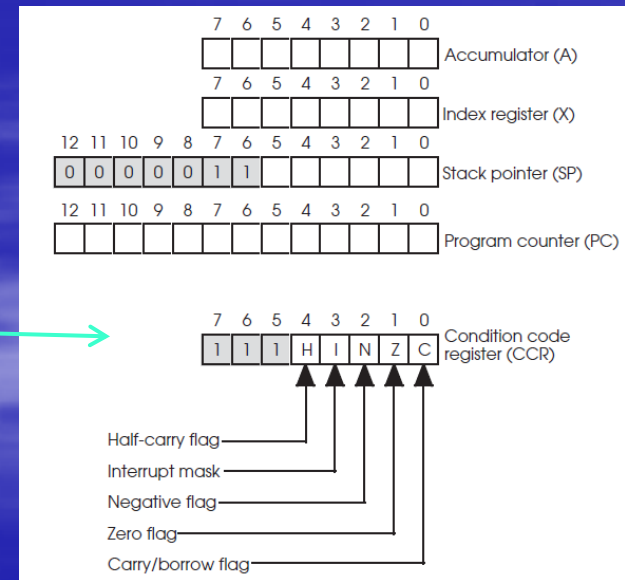 7 6 5 4 3 2 1 0
Accumulator (A)
7 6 5 4 3 2 1 0
Index register (X)
12 11 10 9 8 7 6 5 4 3 2 1 0
0 0 0 0 0 1 1 Stack pointer (SP)
12 11 10 9 8 7 6 5 4 3 2 1 0
Program counter (PC)
7 6 5 4 3 2 1 0
1 1 1 H I N Z C Condition code
register (CCR)
Half-carry flag
Interrupt mask
Negative flag
Zero flag
Carry/borrow flag